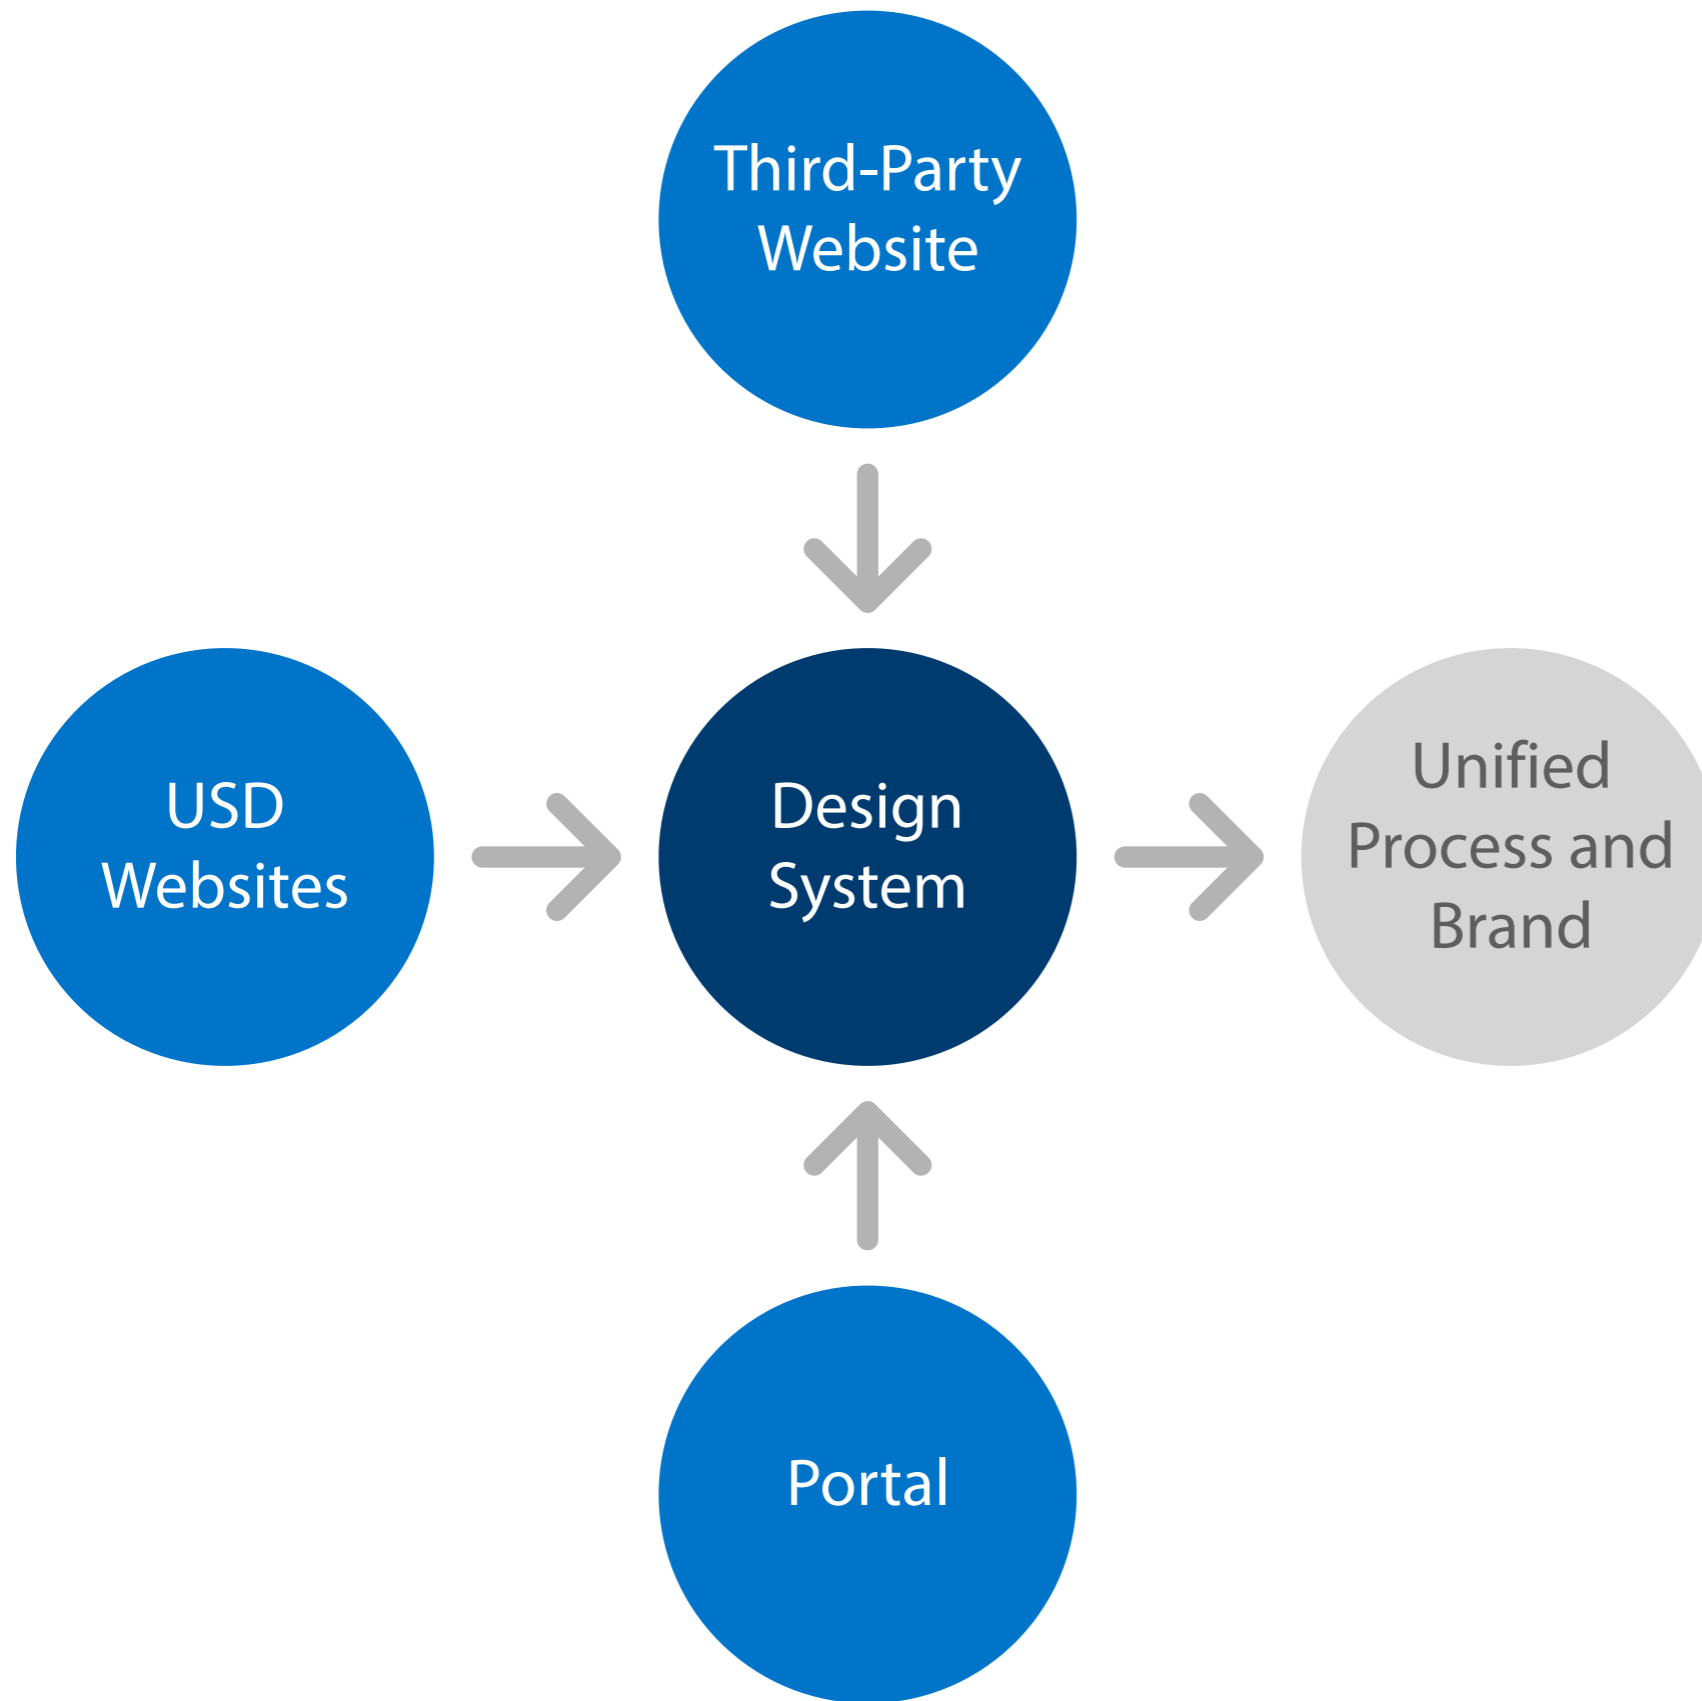 Third-Party
Website
USD
Websites
Design
System
Unified
Process and
Brand
Portal